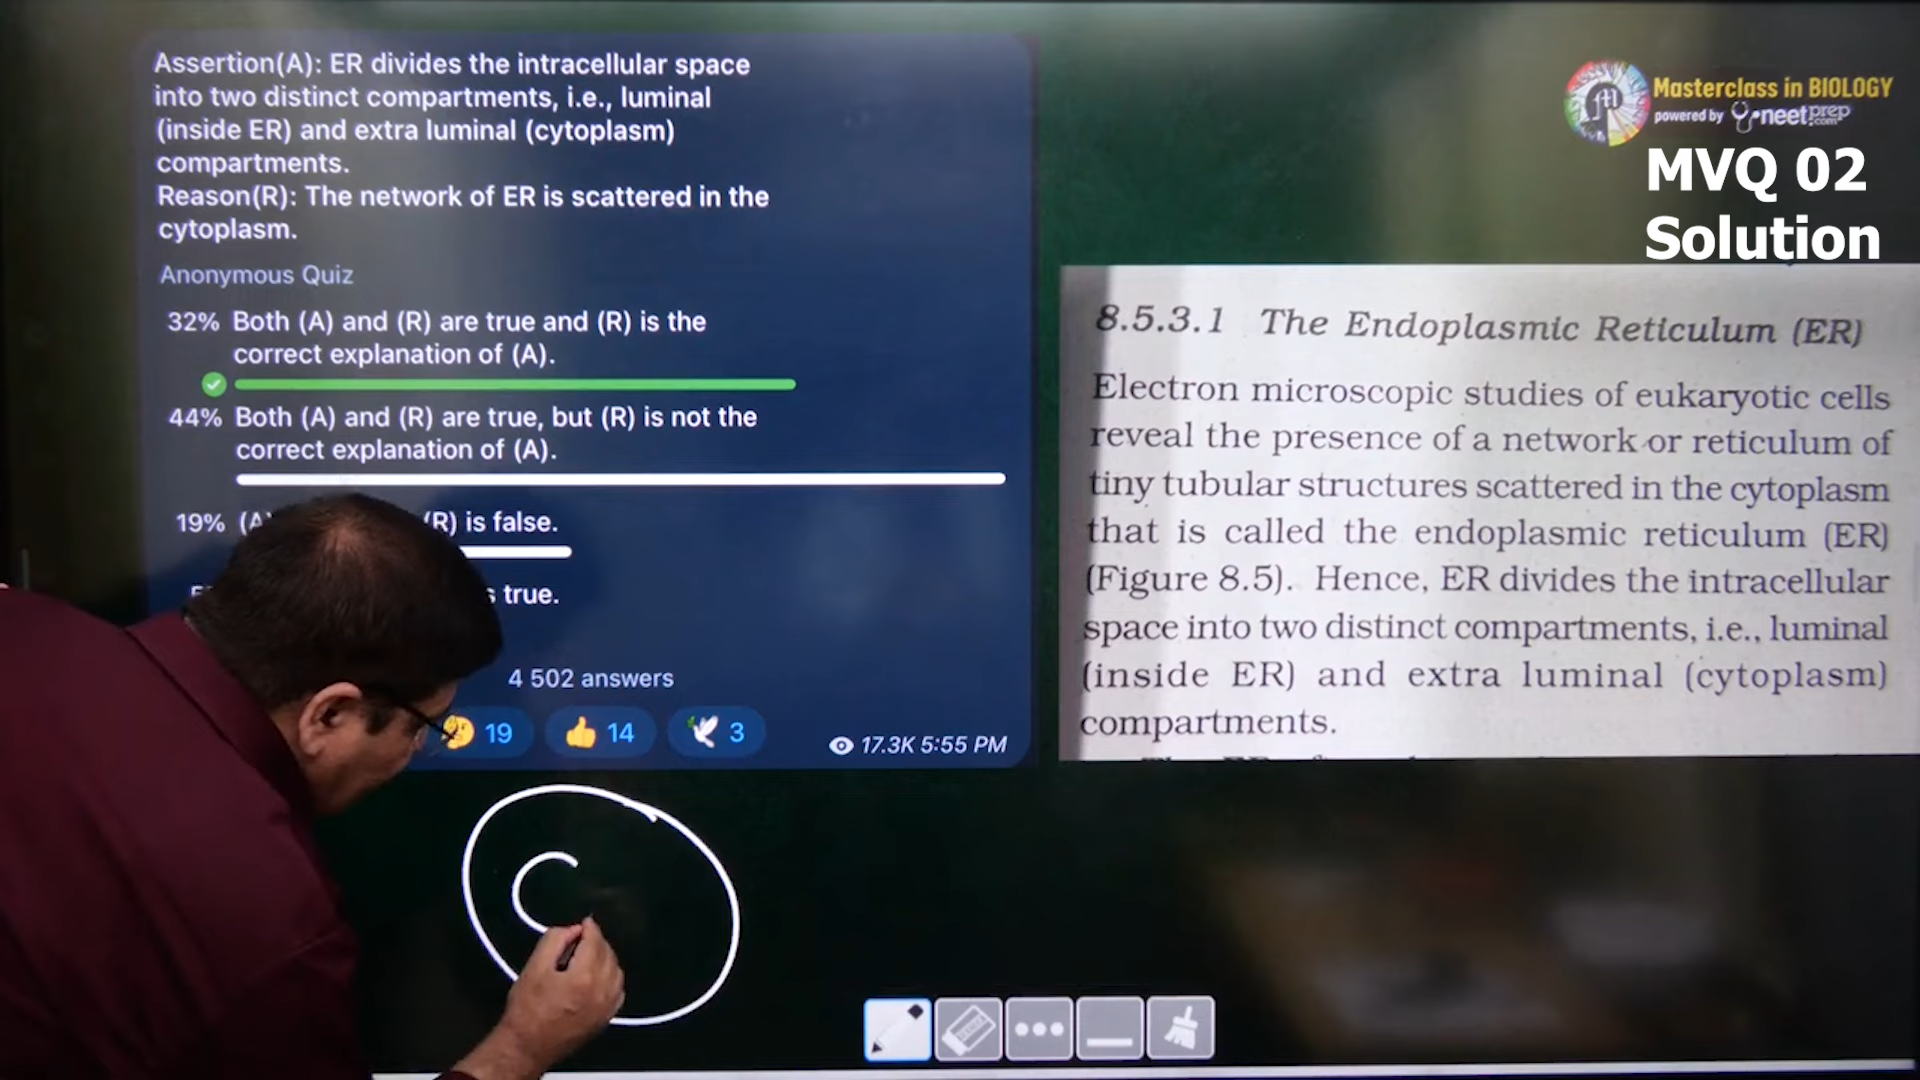 Assertion(A): ER divides the intracellular space
into two distinct compartments, i.e., luminal
(inside ER) and extra luminal (cytoplasm)
compartments.
Reason(R): The network of ER is scattered in the
cytoplasm.
Anonymous Quiz
32% Both (A) and (R) are true and (R) is the
correct explanation of (A).
44% Both (A) and (R) are true, but (R) is not the
correct explanation of (A).
19% (A) (R) is false.
true.
4 502 answers
19 14 3
17.3K 5:55 PM
Masterclass in BIOLOGY
powered by neetprep.com
MVQ 02
Solution
8.5.3.1 The Endoplasmic Reticulum (ER)
Electron microscopic studies of eukaryotic cells
reveal the presence of a network or reticulum of
tiny tubular structures scattered in the cytoplasm
that is called the endoplasmic reticulum (ER)
(Figure 8.5). Hence, ER divides the intracellular
space into two distinct compartments, i.e., luminal
(inside ER) and extra luminal (cytoplasm)
compartments.